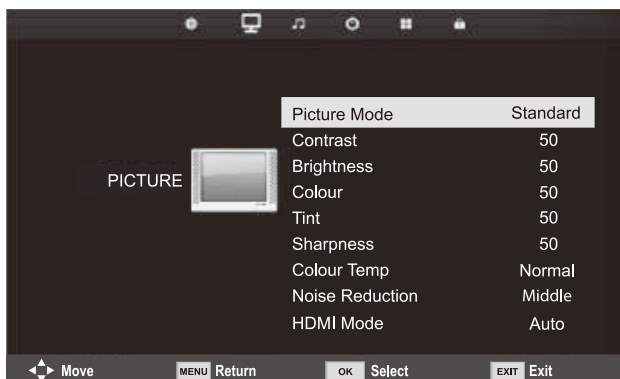 Picture Mode Standard
Contrast 50
Brightness 50
PICTURE
Colour 50
Tint 50
Sharpness 50
Colour Temp Normal
Noise Reduction Middle
HDMI Mode Auto
Move MENU Return OK Select EXIT Exit